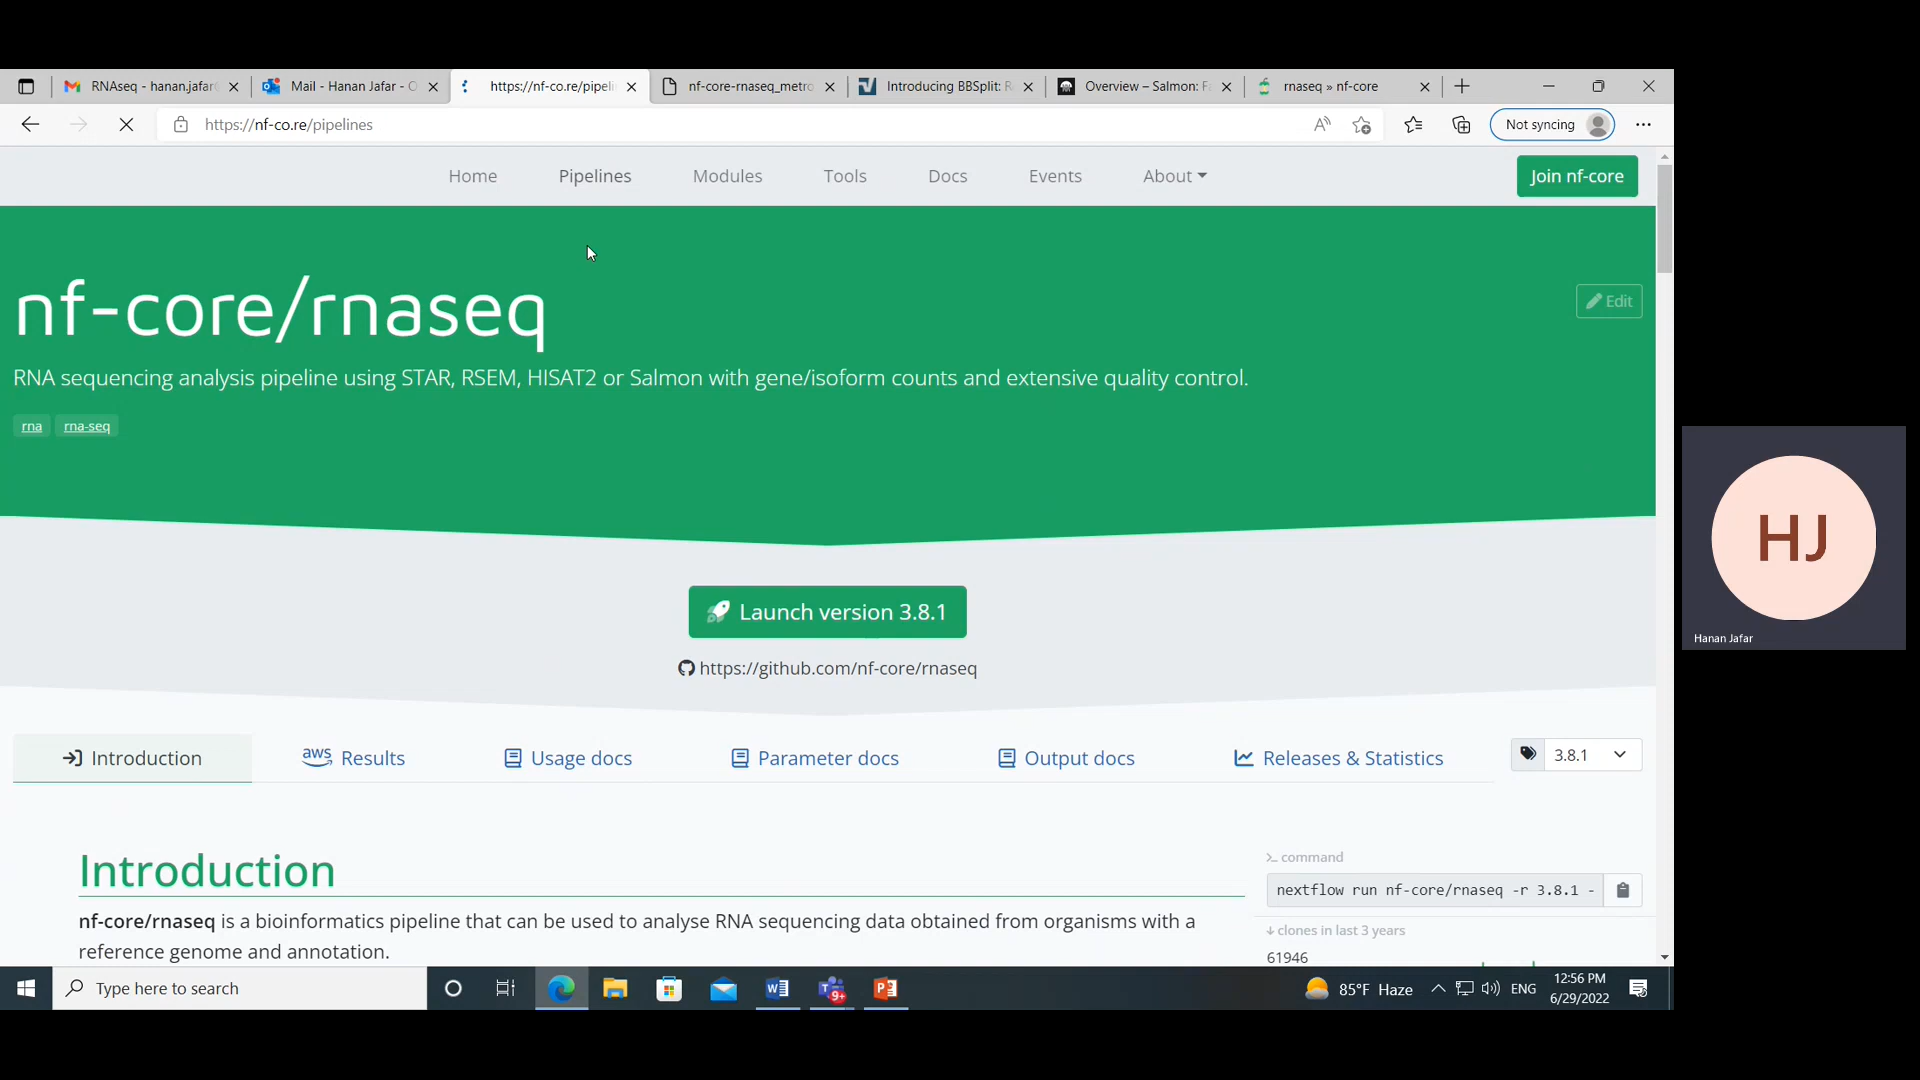 RNAseq - hanan.jafar
Mail - Hanan Jafar - O
https://nf-co.re/pipeli
nf-core-rnaseq_metro
Introducing BBSplit: R
Overview – Salmon: F
rnaseq » nf-core
https://nf-co.re/pipelines
Not syncing
Home
Pipelines
Modules
Tools
Docs
Events
About
Join nf-core
nf-core/rnaseq
Edit
RNA sequencing analysis pipeline using STAR, RSEM, HISAT2 or Salmon with gene/isoform counts and extensive quality control.
rna
rna-seq
Launch version 3.8.1
https://github.com/nf-core/rnaseq
Introduction
aws Results
Usage docs
Parameter docs
Output docs
Releases & Statistics
3.8.1
Introduction
nf-core/rnaseq is a bioinformatics pipeline that can be used to analyse RNA sequencing data obtained from organisms with a
reference genome and annotation.
command
nextflow run nf-core/rnaseq -r 3.8.1 -
clones in last 3 years
61946
Type here to search
9+
85°F Haze
ENG
12:56 PM
6/29/2022
HJ
Hanan Jafar